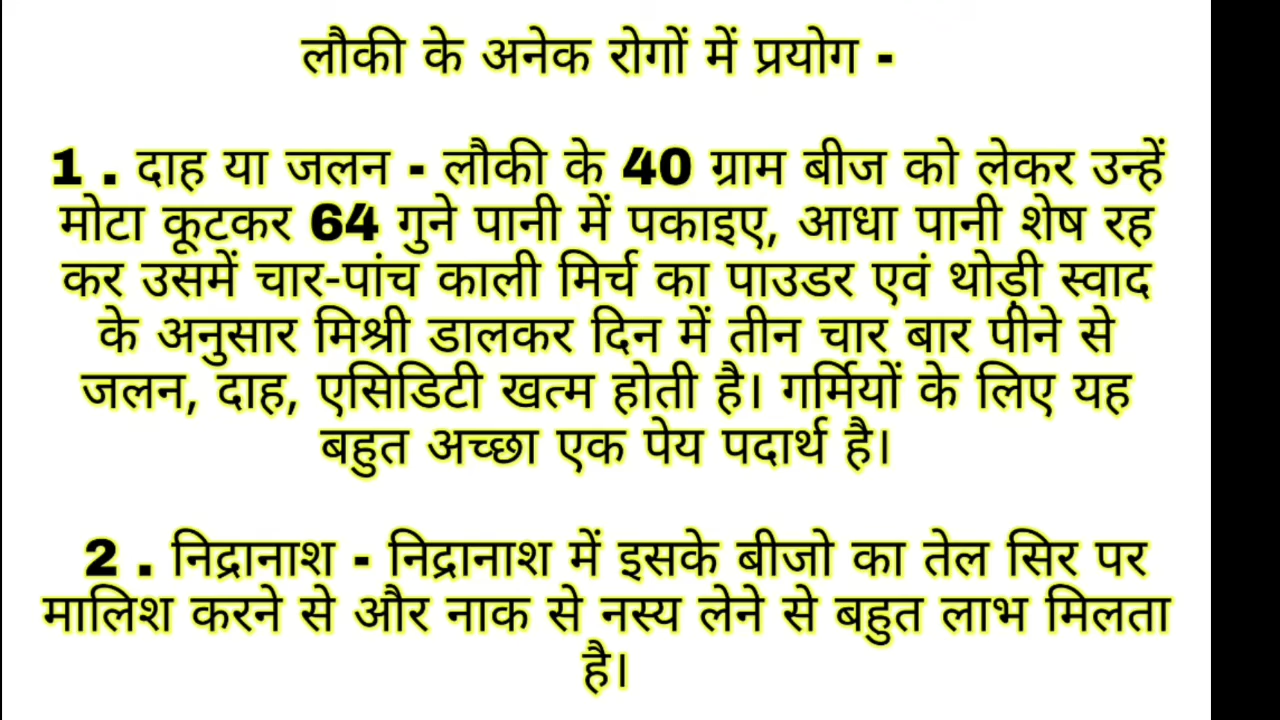 लौकी के अनेक रोगों में प्रयोग -
1 . दाह या जलन - लौकी के 40 ग्राम बीज को लेकर उन्हें
मोटा कूटकर 64 गुने पानी में पकाइए, आधा पानी शेष रह
कर उसमें चार-पांच काली मिर्च का पाउडर एवं थोड़ी स्वाद
के अनुसार मिश्री डालकर दिन में तीन चार बार पीने से
जलन, दाह, एसिडिटी खत्म होती है। गर्मियों के लिए यह
बहुत अच्छा एक पेय पदार्थ है।
2 . निद्रानाश - निद्रानाश में इसके बीजो का तेल सिर पर
मालिश करने से और नाक से नस्य लेने से बहुत लाभ मिलता
है।